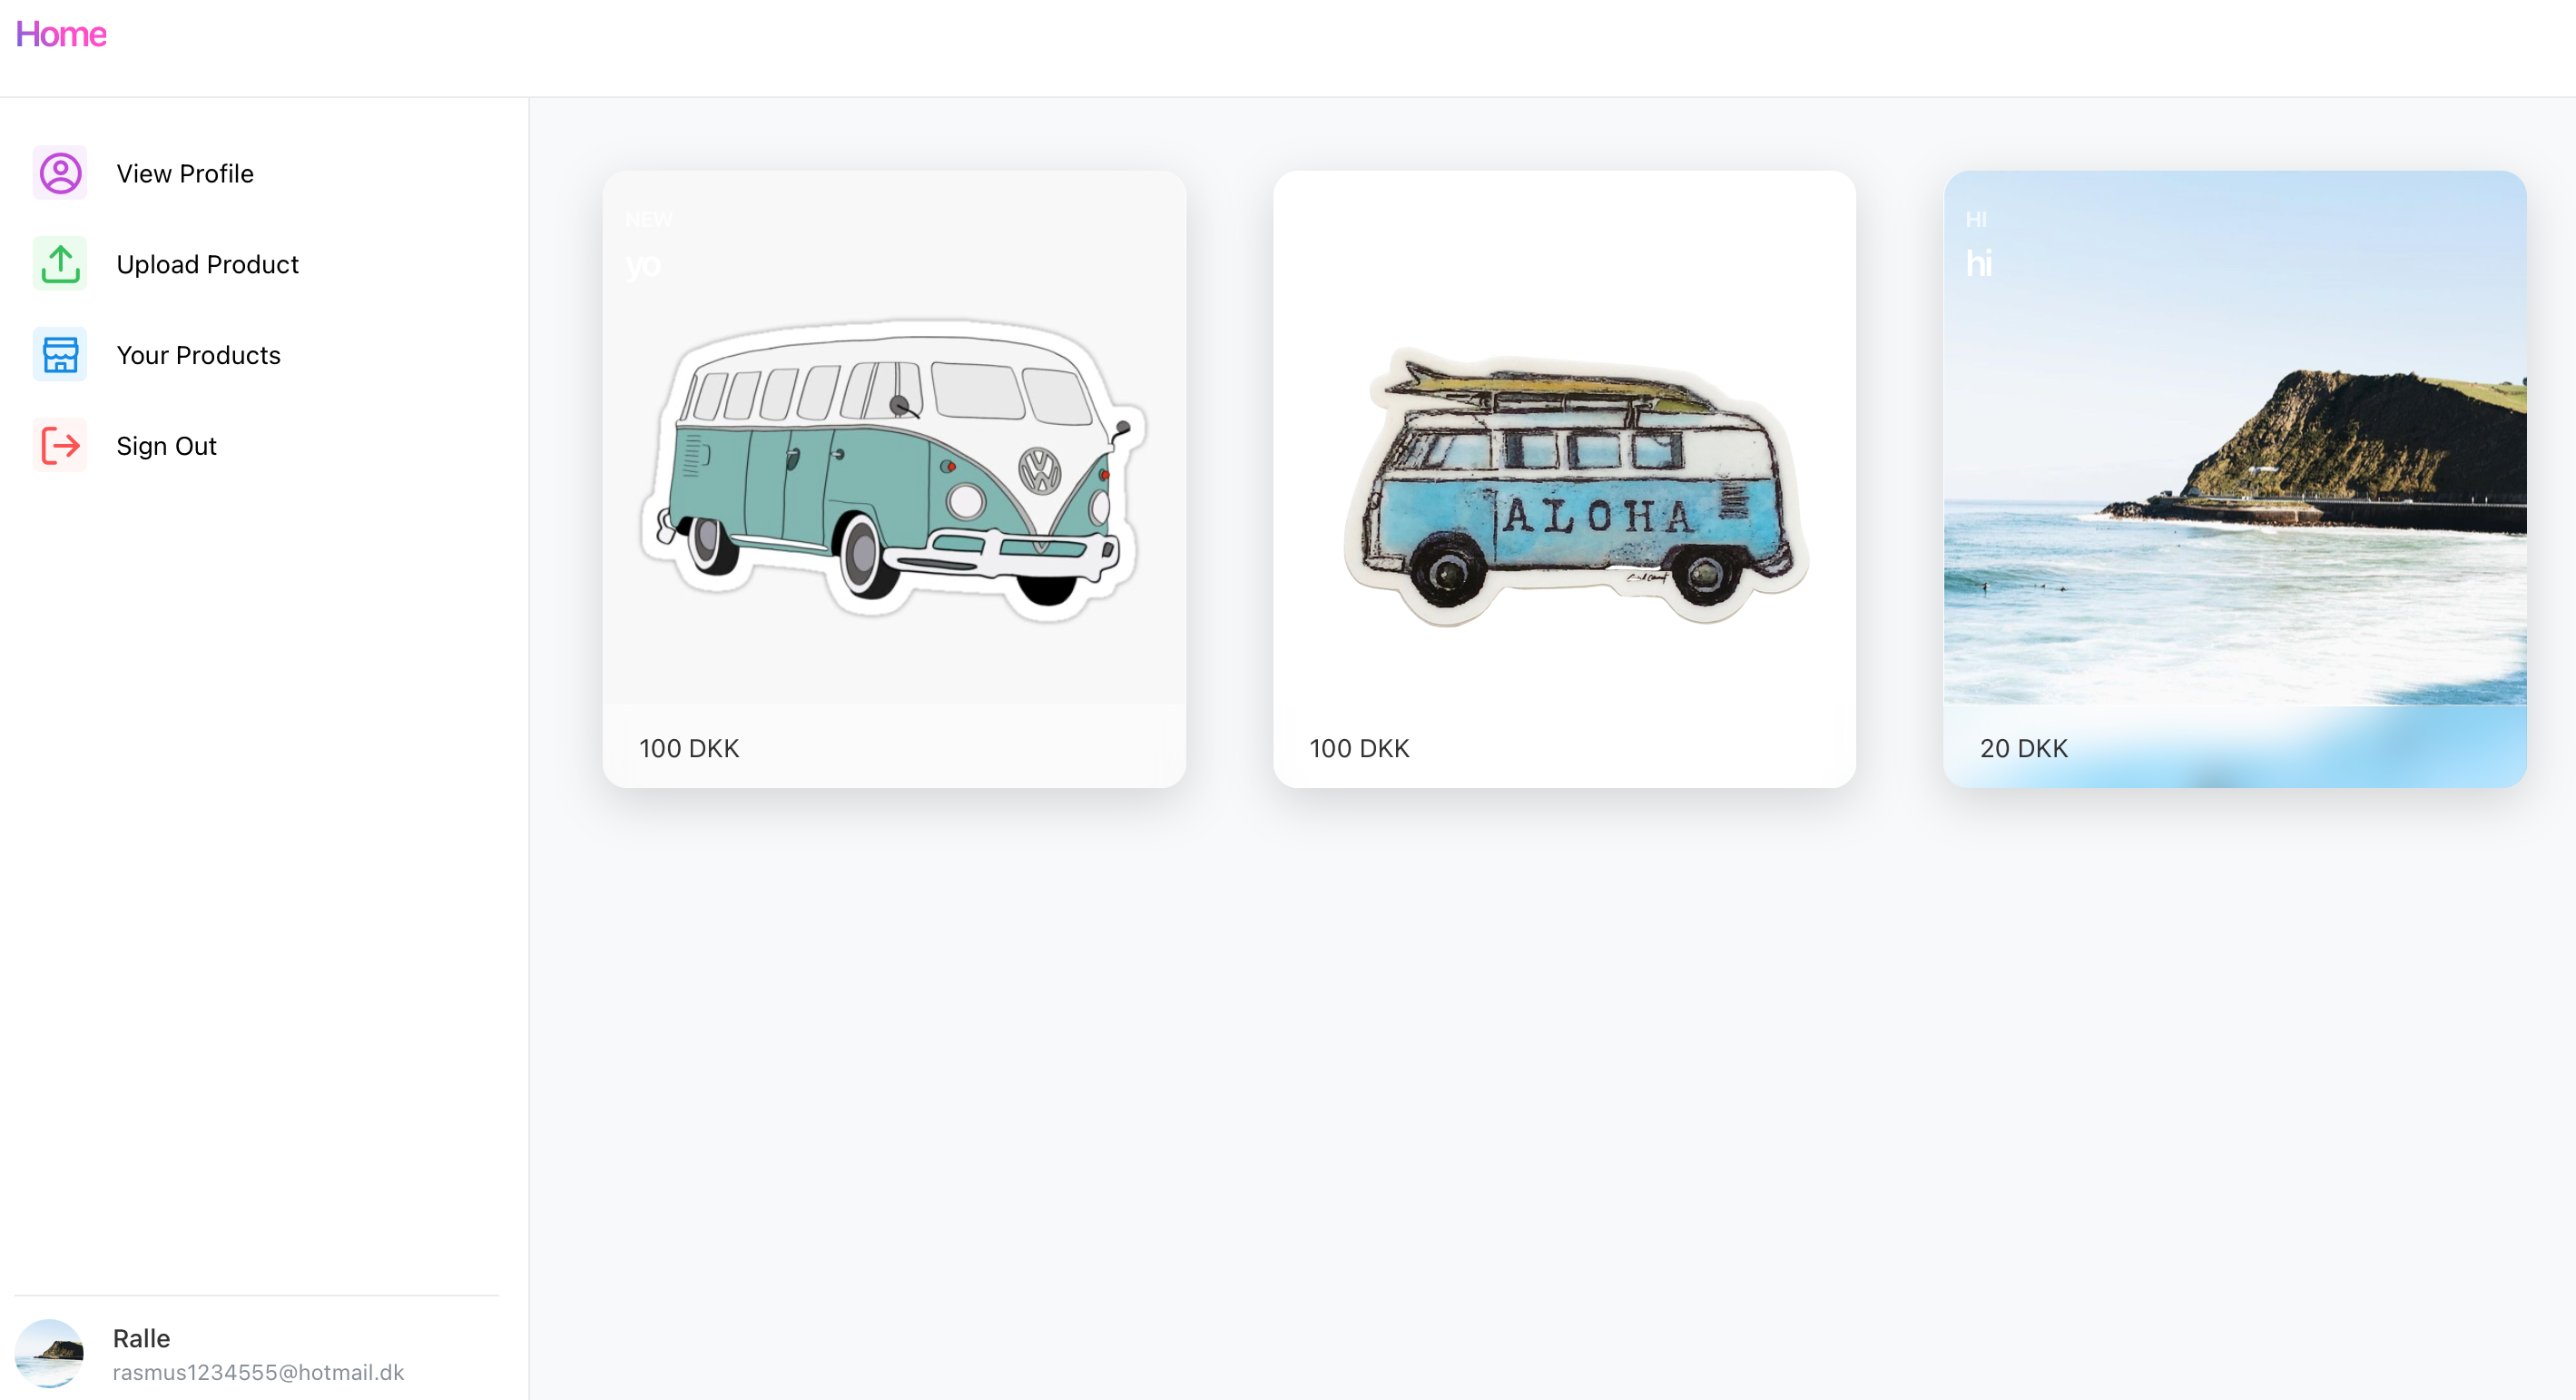 Home
View Profile
Upload Product
Your Products
Sign Out
NEW
yo
ALOHA
100 DKK
100 DKK
HI
hi
20 DKK
Ralle
rasmus1234555@hotmail.dk